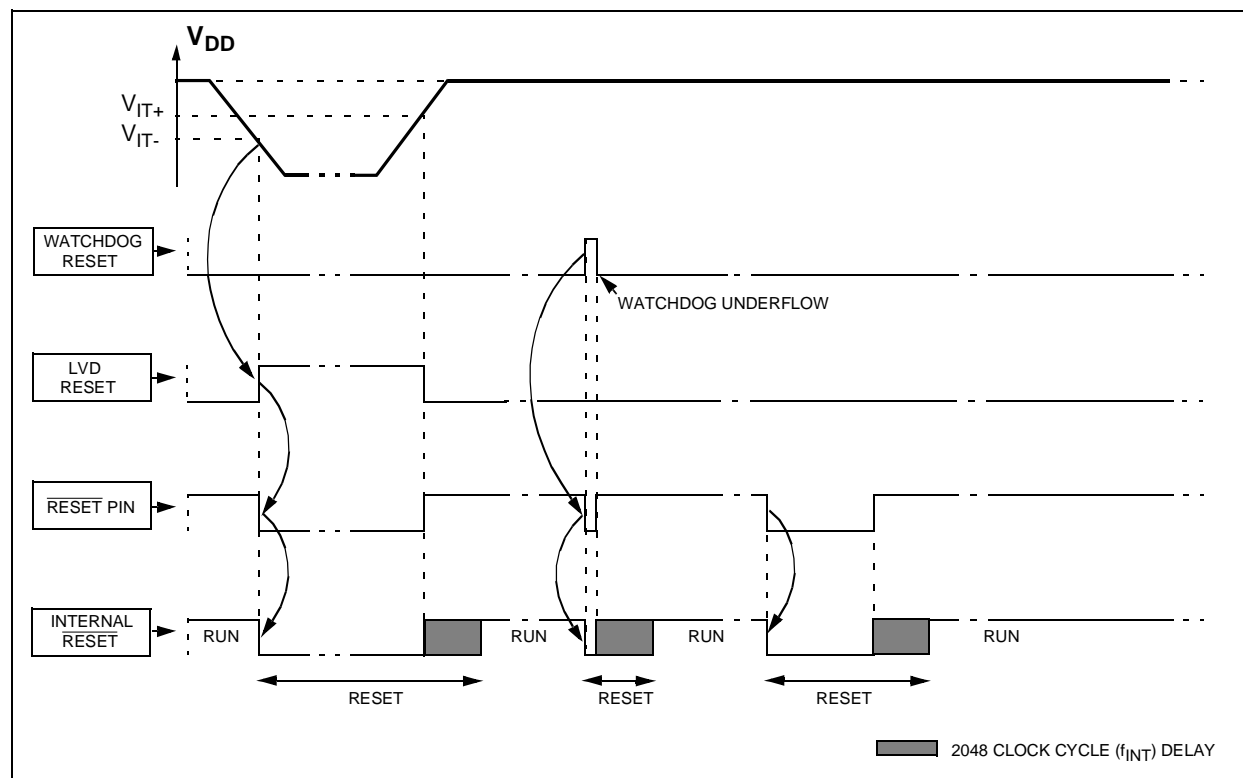 VDD
VIT+
VIT-
WATCHDOG
RESET
WATCHDOG UNDERFLOW
LVD
RESET
RESET PIN
INTERNAL
RESET
RUN
RUN
RUN
RUN
RESET
RESET
RESET
2048 CLOCK CYCLE (fINT) DELAY